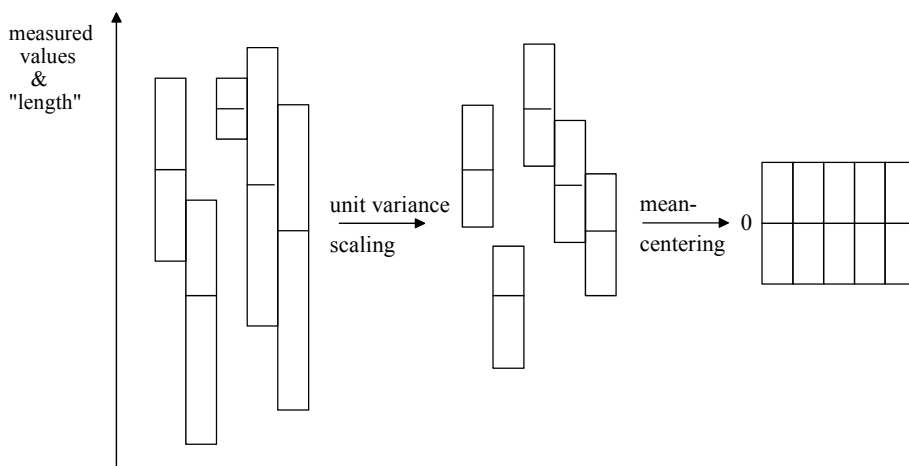 measured
values
&
"length"
unit variance
scaling
mean-
centering
0